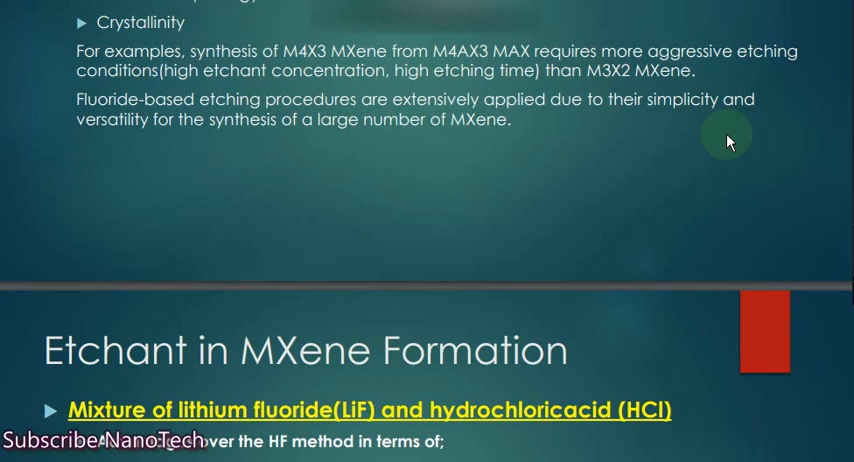 Crystallinity
For examples, synthesis of M4X3 MXene from M4AX3 MAX requires more aggressive etching
conditions(high etchant concentration, high etching time) than M3X2 MXene.
Fluoride-based etching procedures are extensively applied due to their simplicity and
versatility for the synthesis of a large number of MXene.
Etchant in MXene Formation
Mixture of lithium fluoride(LiF) and hydrochloricacid (HCl)
over the HF method in terms of;
Subscribe NanoTech